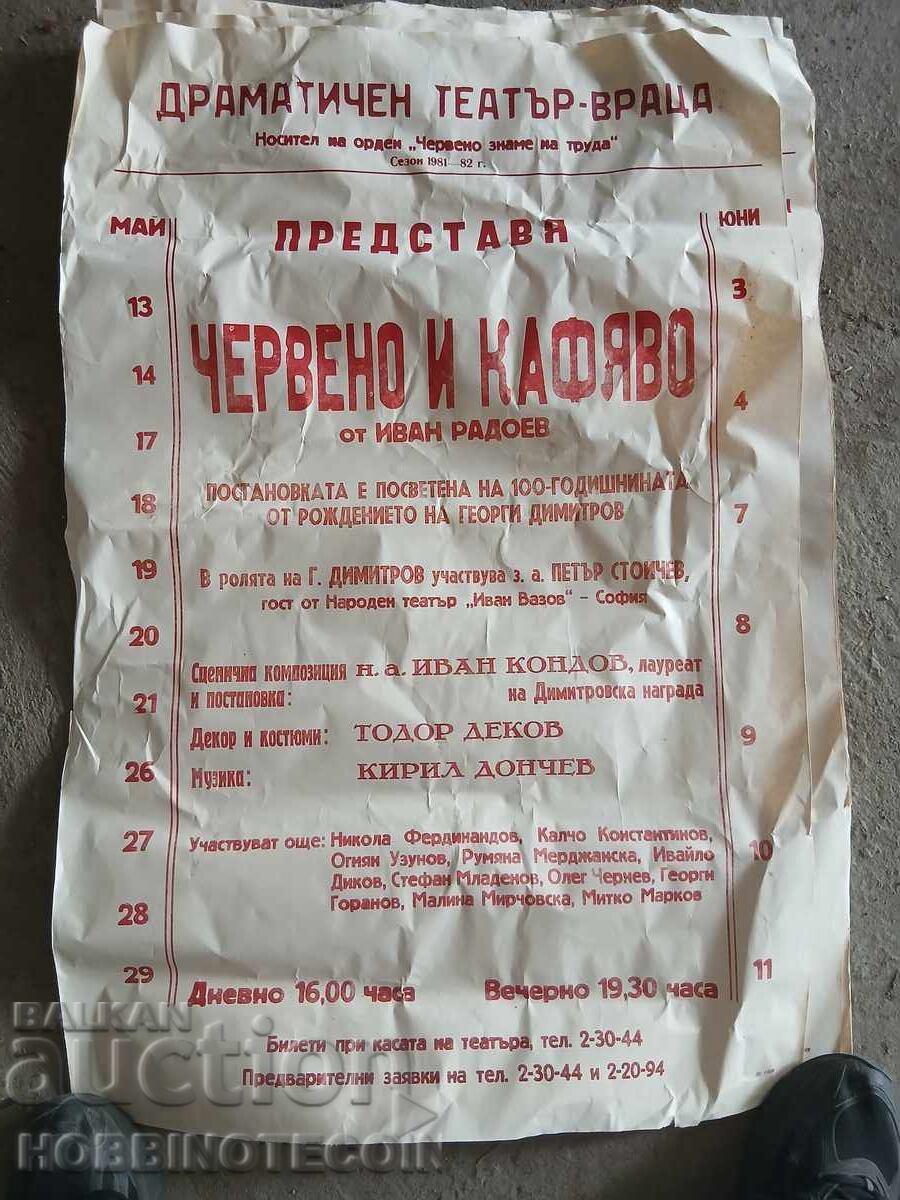 ДРАМАТИЧЕН ТЕАТЪР-ВРАЦА
Носител на орден „Червено знаме на труда"
Сезон 1981—82 г.
ПРЕДСТАВЯ
МАЙ
13
14
17
18
19
20
21
26
27
28
29
ЧЕРВЕНО И КАФЯВО
от ИВАН РАДОЕВ
ПОСТАНОВКАТА Е ПОСВЕТЕНА НА 100-ГОДИШНИНАТА
ОТ РОЖДЕНИЕТО НА ГЕОРГИ ДИМИТРОВ
В ролята на Г. ДИМИТРОВ участвува з. а. ПЕТЪР СТОЙЧЕВ,
гост от Народен театър „Иван Вазов" – София
Сценична композиция и постановка: н. а. ИВАН КОНДОВ, лауреат
на Димитровска награда
Декор и костюми: ТОДОР ДЕКОВ
Музика: КИРИЛ ДОНЧЕВ
Участвуват още: Никола Фердинандов, Калчо Константинов,
Огнян Узунов, Румяна Мерджанска, Ивайло
Диков, Стефан Младенов, Олег Чернев, Георги
Горанов, Малина Мирчовска, Митко Марков
Дневно 16,00 часа Вечерно 19,30 часа
ЮНИ
3
4
7
8
9
10
11
Билети при касата на театъра, тел. 2-30-44
Предварителни заявки на тел. 2-30-44 и 2-20-94
BALKAN
auction
HOBBINOTECOIN